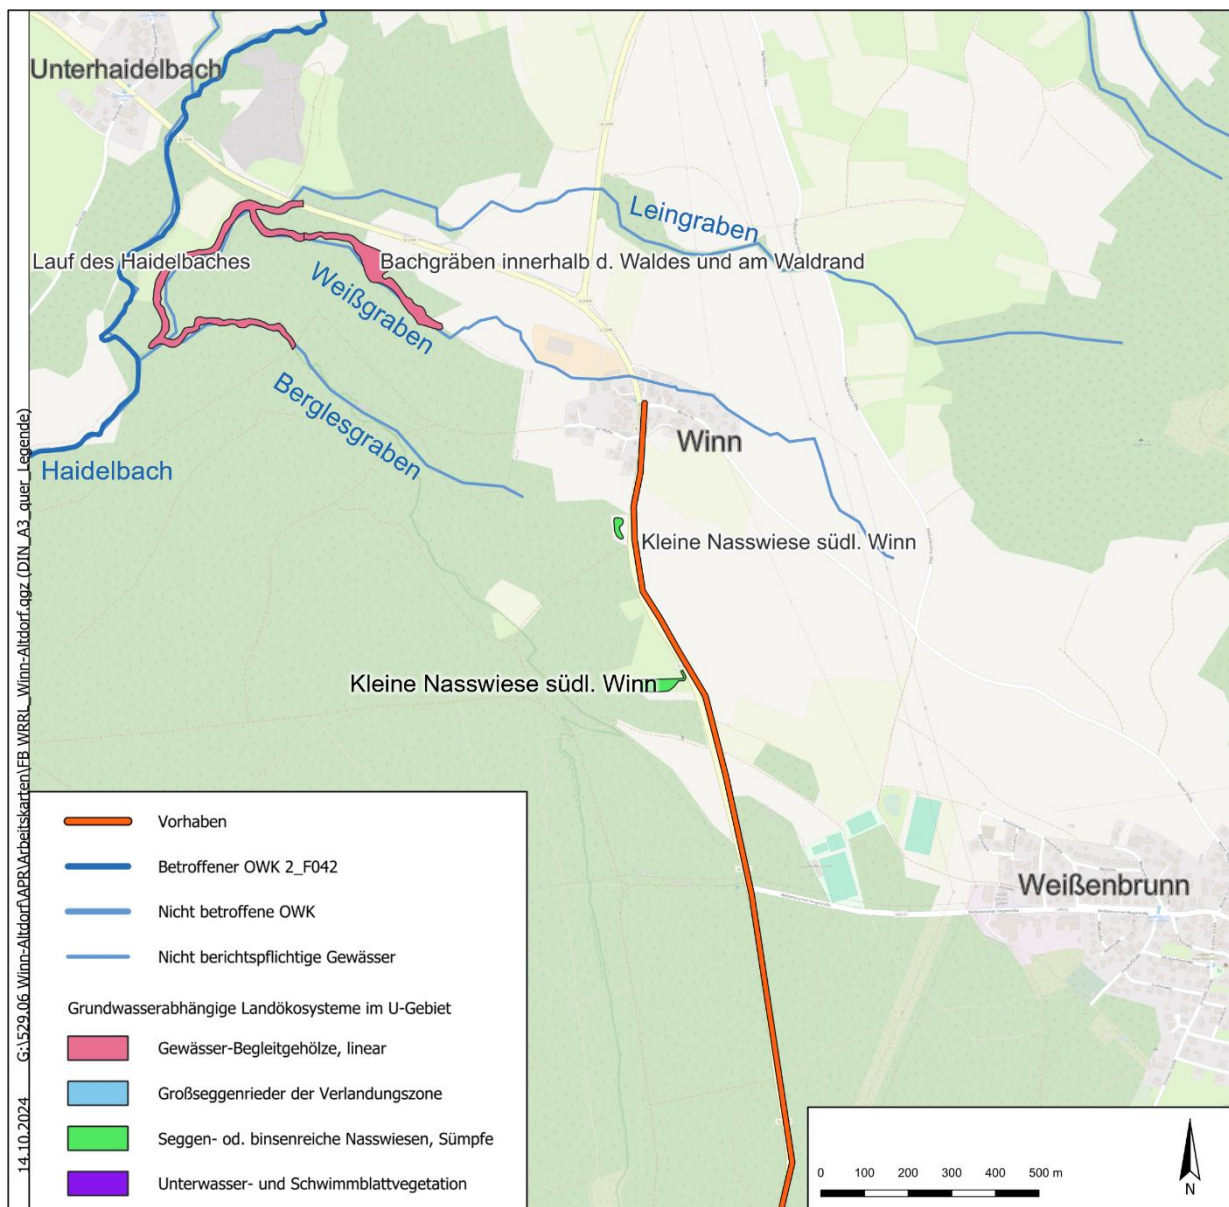 Unterhaidelbach
Leingraben
Lauf des Haidelbaches
Bachgräben innerhalb d. Waldes und am Waldrand
Weißgraben
Berglesgraben
Winn
Haidelbach
Kleine Nasswiese südl. Winn
Kleine Nasswiese südl. Winn
Weißenbrunn
14.10.2024 G:\529.06 Winn-Altdorf\APR\Arbeitskarten\FB WRRL_Winn-Altdorf.qgz (DIN_A3_quer_Legende)
Vorhaben
Betroffener OWK 2_F042
Nicht betroffene OWK
Nicht berichtspflichtige Gewässer
Grundwasserabhängige Landökosysteme im U-Gebiet
Gewässer-Begleitgehölze, linear
Großseggenrieder der Verlandungszone
Seggen- od. binsenreiche Nasswiesen, Sümpfe
Unterwasser- und Schwimmblattvegetation
0 100 200 300 400 500 m
N